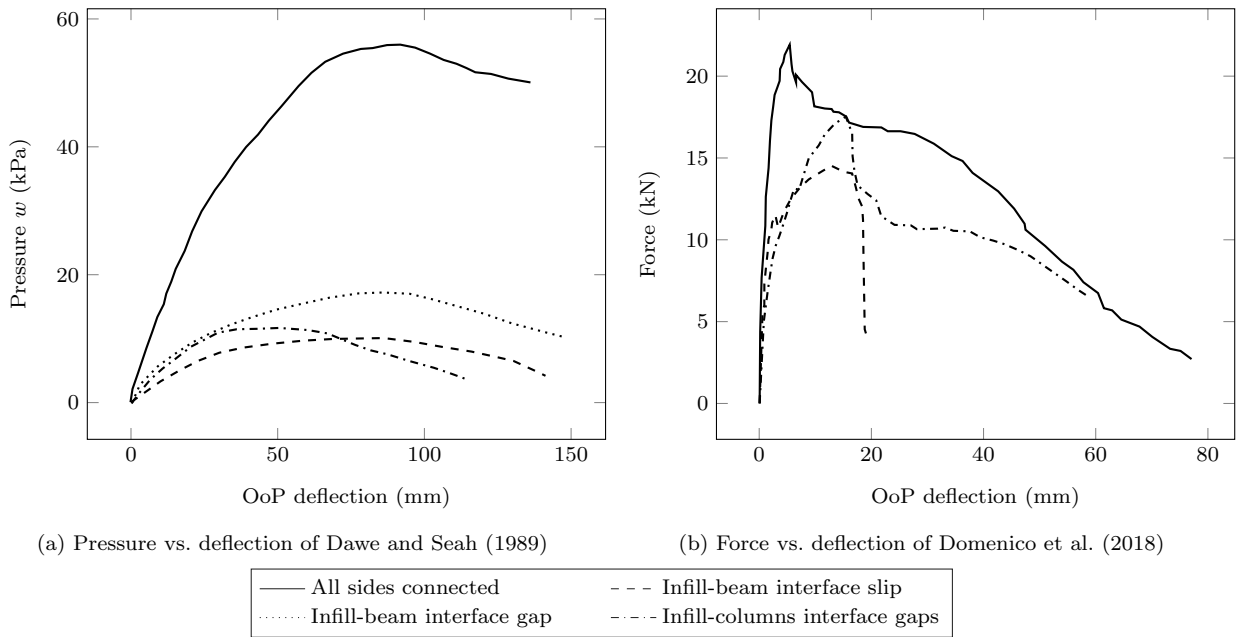 60
40
20
0
0
50
100
150
Pressure w (kPa)
OoP deflection (mm)
(a) Pressure vs. deflection of Dawe and Seah (1989)
20
15
10
5
0
0
20
40
60
80
Force (kN)
OoP deflection (mm)
(b) Force vs. deflection of Domenico et al. (2018)
All sides connected
Infill-beam interface slip
Infill-beam interface gap
Infill-columns interface gaps